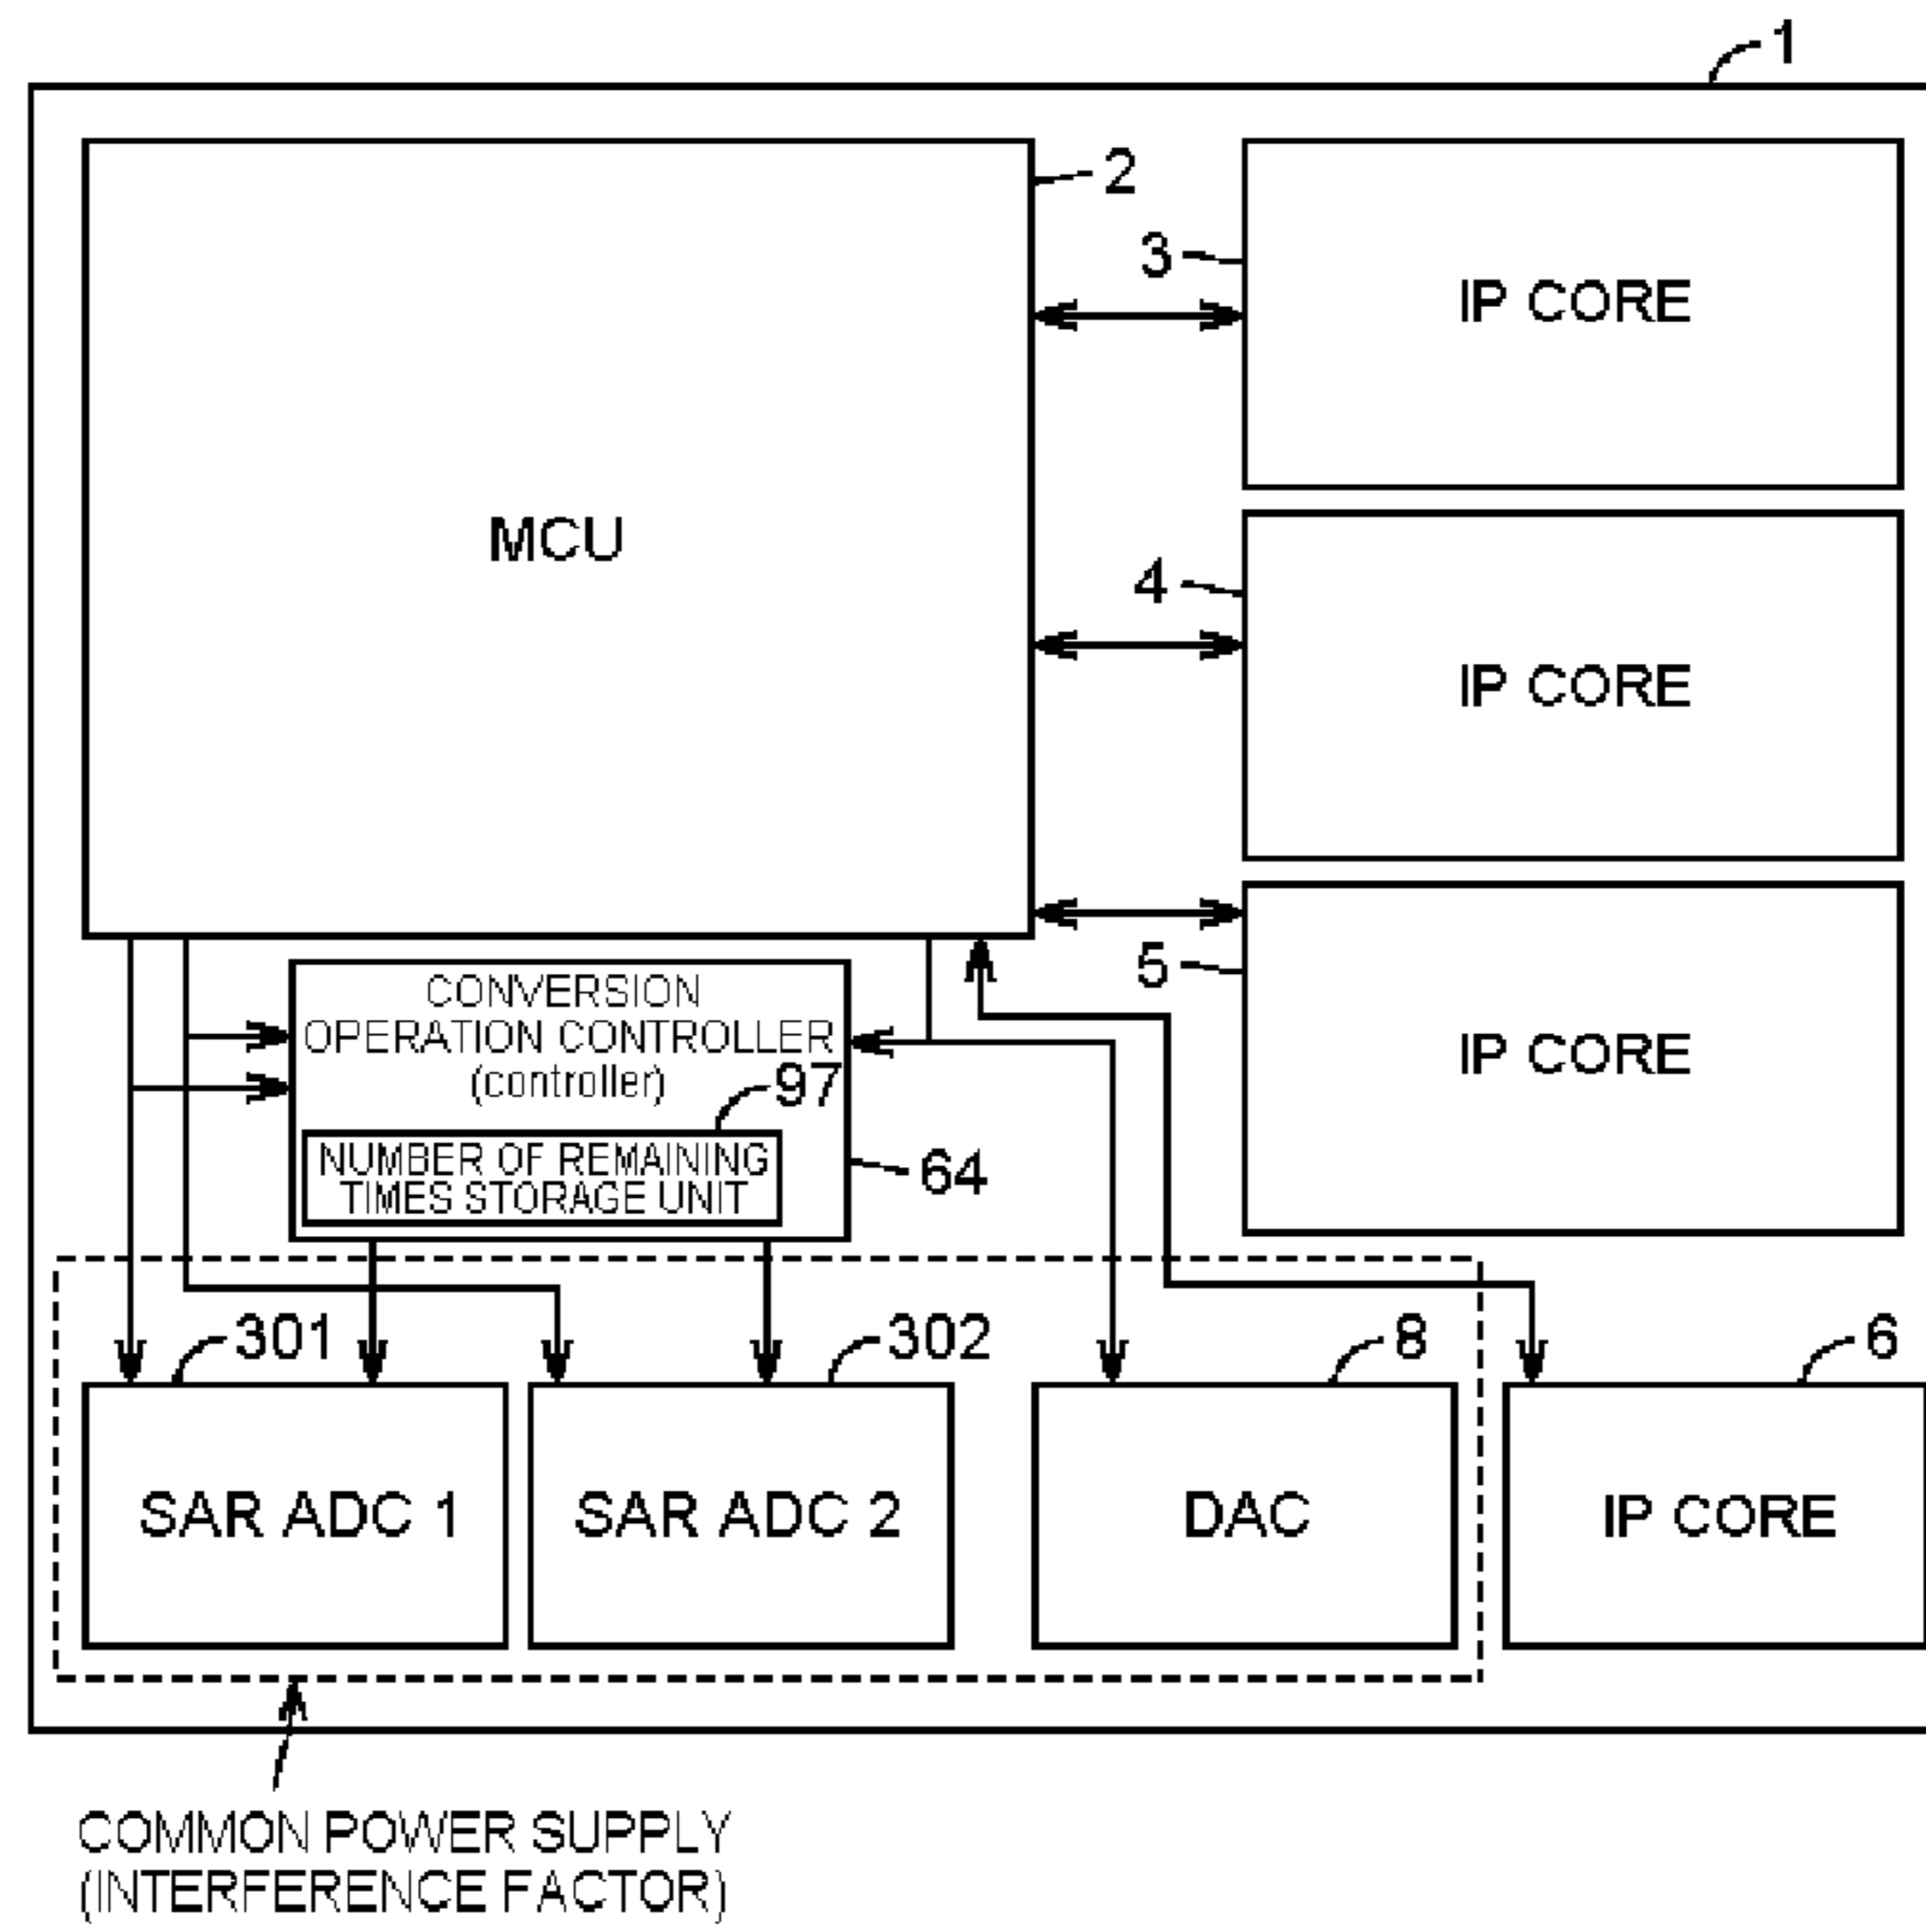 1
2
3
IP CORE
MCU
4
IP CORE
5
IP CORE
CONVERSION
OPERATION CONTROLLER
(controller)
97
NUMBER OF REMAINING
TIMES STORAGE UNIT
64
301
302
8
6
SAR ADC 1
SAR ADC 2
DAC
IP CORE
COMMON POWER SUPPLY
(INTERFERENCE FACTOR)